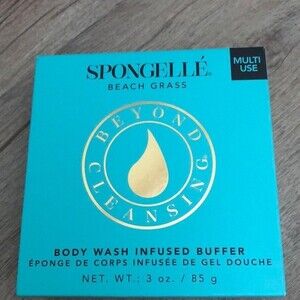 SPONGELLÉ®
BEACH GRASS
MULTI
USE
BEYOND
CLEANSING
BODY WASH INFUSED BUFFER
ÉPONGE DE CORPS INFUSÉE DE GEL DOUCHE
NET. WT.: 3 oz. / 85 g